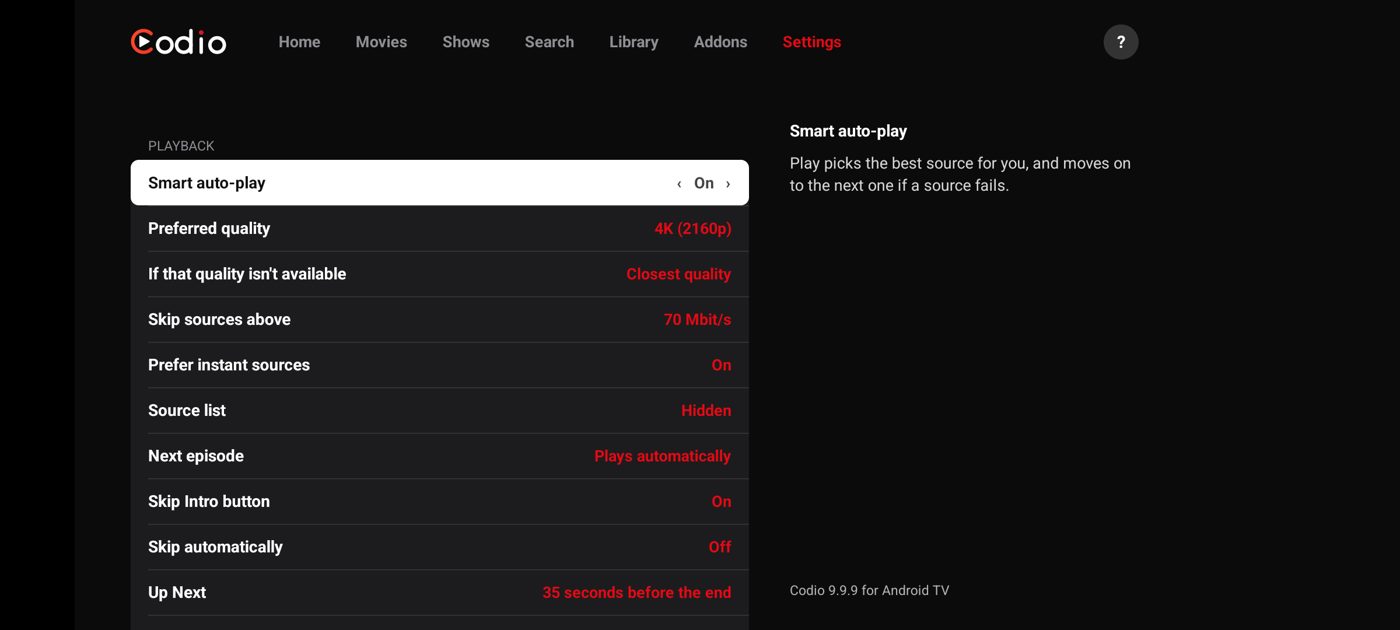 Codio
Home
Movies
Shows
Search
Library
Addons
Settings
?
PLAYBACK
Smart auto-play
‹ On ›
Preferred quality
4K (2160p)
If that quality isn't available
Closest quality
Skip sources above
70 Mbit/s
Prefer instant sources
On
Source list
Hidden
Next episode
Plays automatically
Skip Intro button
On
Skip automatically
Off
Up Next
35 seconds before the end
Smart auto-play
Play picks the best source for you, and moves on
to the next one if a source fails.
Codio 9.9.9 for Android TV